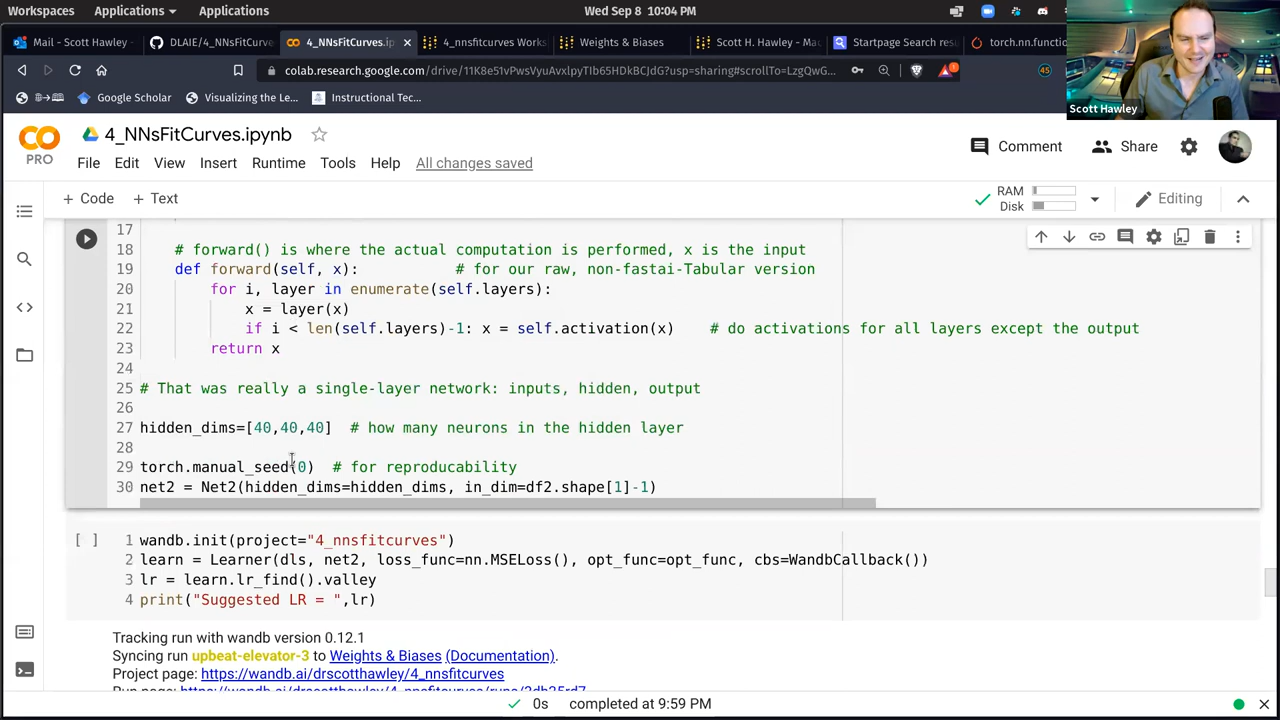 Workspaces Applications Applications Wed Sep 8 10:04 PM
Mail - Scott Hawley DLAIE/4_NNsFitCurve 4_NNsFitCurves.ip 4_nnsfitcurves Works Weights & Biases Scott H. Hawley - Ma Startpage Search res torch.nn.functio
colab.research.google.com/drive/11K8e51vPwsVyuAvxlpyTIb65HDkBCJdG?usp=sharing#scrollTo=LzgQwG... 45
Google Scholar Visualizing the Le... Instructional Tec...
Scott Hawley
CO
PRO
4_NNsFitCurves.ipynb
Comment Share
File Edit View Insert Runtime Tools Help All changes saved
+ Code + Text
RAM
Disk
Editing
17
18 # forward() is where the actual computation is performed, x is the input
19 def forward(self, x): # for our raw, non-fastai-Tabular version
20 for i, layer in enumerate(self.layers):
21 x = layer(x)
22 if i < len(self.layers)-1: x = self.activation(x) # do activations for all layers except the output
23 return x
24
25 # That was really a single-layer network: inputs, hidden, output
26
27 hidden_dims=[40,40,40] # how many neurons in the hidden layer
28
29 torch.manual_seed(0) # for reproducability
30 net2 = Net2(hidden_dims=hidden_dims, in_dim=df2.shape[1]-1)
[ ] 1 wandb.init(project="4_nnsfitcurves")
2 learn = Learner(dls, net2, loss_func=nn.MSELoss(), opt_func=opt_func, cbs=WandbCallback())
3 lr = learn.lr_find().valley
4 print("Suggested LR = ",lr)
Tracking run with wandb version 0.12.1
Syncing run upbeat-elevator-3 to Weights & Biases (Documentation).
Project page: https://wandb.ai/drscotthawley/4_nnsfitcurves
0s completed at 9:59 PM